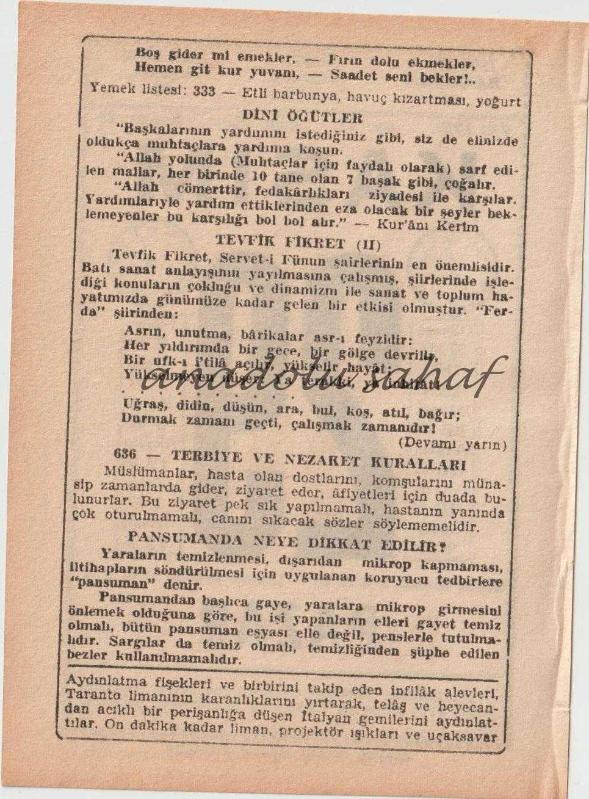 Boş gider mi emekler, — Fırın dolu ekmekler,
Hemen git kur yuvanı, — Saadet seni bekler!..
Yemek listesi: 333 — Etli barbunya, havuç kızartması, yoğurt
DİNİ ÖĞÜTLER
"Başkalarının yardımını istediğiniz gibi, siz de elinizde
oldukça muhtaçlara yardıma koşun.
"Allah yolunda (Muhtaçlar için faydalı olarak) sarf edi-
len mallar, her birinde 10 tane olan 7 başak gibi, çoğalır.
"Allah cömerttir, fedakârlıkları ziyadesi ile karşılar.
Yardımlarıyle yardım ettiklerinden eza olacak bir şeyler bek-
lemeyenler bu karşılığı bol bol alır." — Kur'ânı Kerim
TEVFİK FİKRET (II)
Tevfik Fikret, Servet-i Fünun şairlerinin en önemlisidir.
Batı sanat anlayışının yayılmasına çalışmış, şiirlerinde işle-
diği konuların çokluğu ve dinamizm ile sanat ve toplum ha-
yatımızda günümüze kadar gelen bir etkisi olmuştur. "Fer-
da" şiirinden:
Asrın, unutma, bârikalar asr-ı feyzidir:
Her yıldırımda bir gece, bir gölge devrilir,
Bir ufk-ı i'tilâ açılır, yükselir hayât;
Yükselmeyen düşer:
anadolu sahaf
Uğraş, didin, düşün, ara, bul, koş, atıl, bağır;
Durmak zamanı geçti, çalışmak zamanıdır!
(Devamı yarın)
636 — TERBİYE VE NEZAKET KURALLARI
Müslümanlar, hasta olan dostlarını, komşularını müna-
sip zamanlarda gider, ziyaret eder, âfiyetleri için duada bu-
lunurlar. Bu ziyaret pek sık yapılmamalı, hastanın yanında
çok oturulmamalı, canını sıkacak sözler söylememelidir.
PANSUMANDA NEYE DİKKAT EDİLİR?
Yaraların temizlenmesi, dışarıdan mikrop kapmaması,
iltihapların söndürülmesi için uygulanan koruyucu tedbirlere
"pansuman" denir.
Pansumandan başlıca gaye, yaralara mikrop girmesini
önlemek olduğuna göre, bu işi yapanların elleri gayet temiz
olmalı, bütün pansuman eşyası elle değil, penslerle tutulma-
lıdır. Sargılar da temiz olmalı, temizliğinden şüphe edilen
bezler kullanılmamalıdır.
Aydınlatma fişekleri ve birbirini takip eden infilâk alevleri,
Taranto limanının karanlıklarını yırtarak, telâş ve heyecan-
dan acıklı bir perişanlığa düşen İtalyan gemilerini aydınlat-
tılar. On dakika kadar liman, projektör ışıkları ve uçaksavar